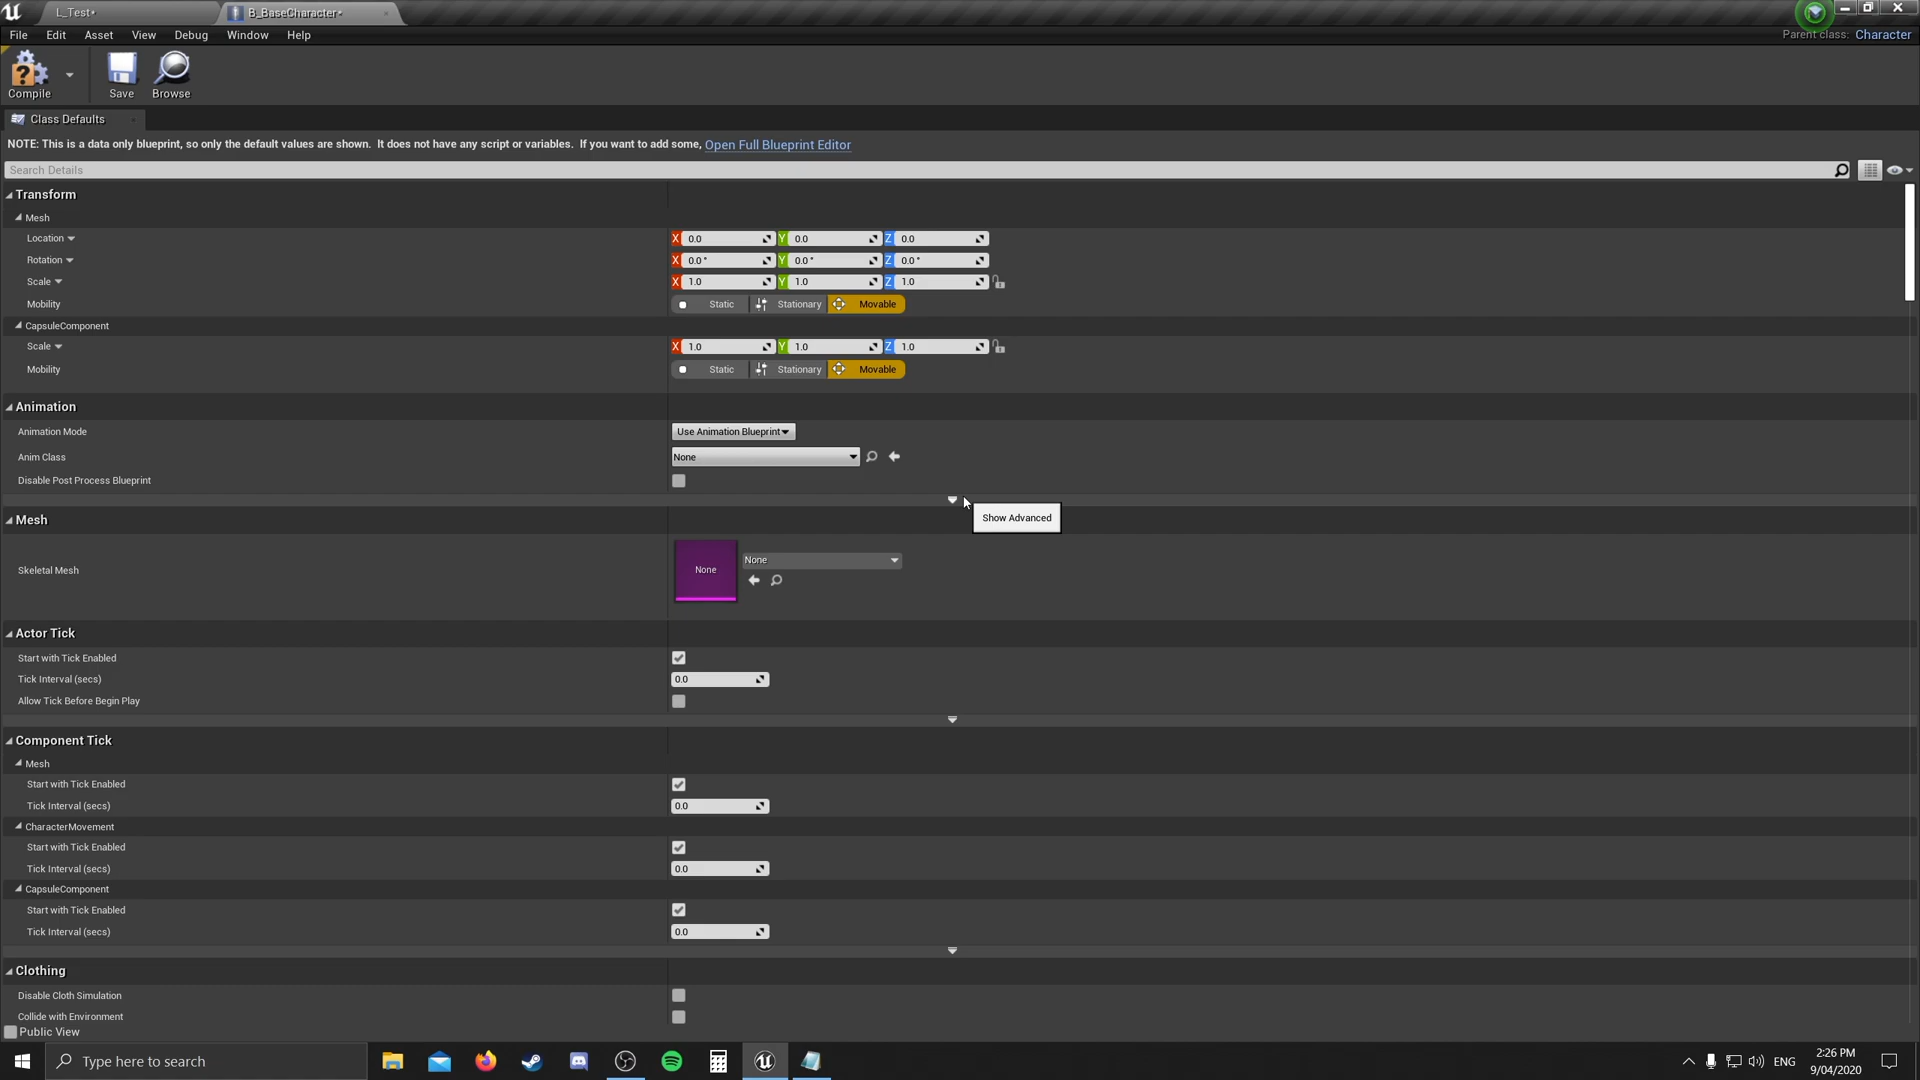 L_Test•
B_BaseCharacter•
File Edit Asset View Debug Window Help
Parent class: Character
Compile Save Browse
Class Defaults
NOTE: This is a data only blueprint, so only the default values are shown. It does not have any script or variables. If you want to add some, Open Full Blueprint Editor
Search Details
Transform
Mesh
Location X 0.0 Y 0.0 Z 0.0
Rotation X 0.0 ° Y 0.0 ° Z 0.0 °
Scale X 1.0 Y 1.0 Z 1.0
Mobility Static Stationary Movable
CapsuleComponent
Scale X 1.0 Y 1.0 Z 1.0
Mobility Static Stationary Movable
Animation
Animation Mode Use Animation Blueprint
Anim Class None
Disable Post Process Blueprint
Show Advanced
Mesh
Skeletal Mesh None None
Actor Tick
Start with Tick Enabled
Tick Interval (secs) 0.0
Allow Tick Before Begin Play
Component Tick
Mesh
Start with Tick Enabled
Tick Interval (secs) 0.0
CharacterMovement
Start with Tick Enabled
Tick Interval (secs) 0.0
CapsuleComponent
Start with Tick Enabled
Tick Interval (secs) 0.0
Clothing
Disable Cloth Simulation
Collide with Environment
Public View
Type here to search
ENG
2:26 PM
9/04/2020